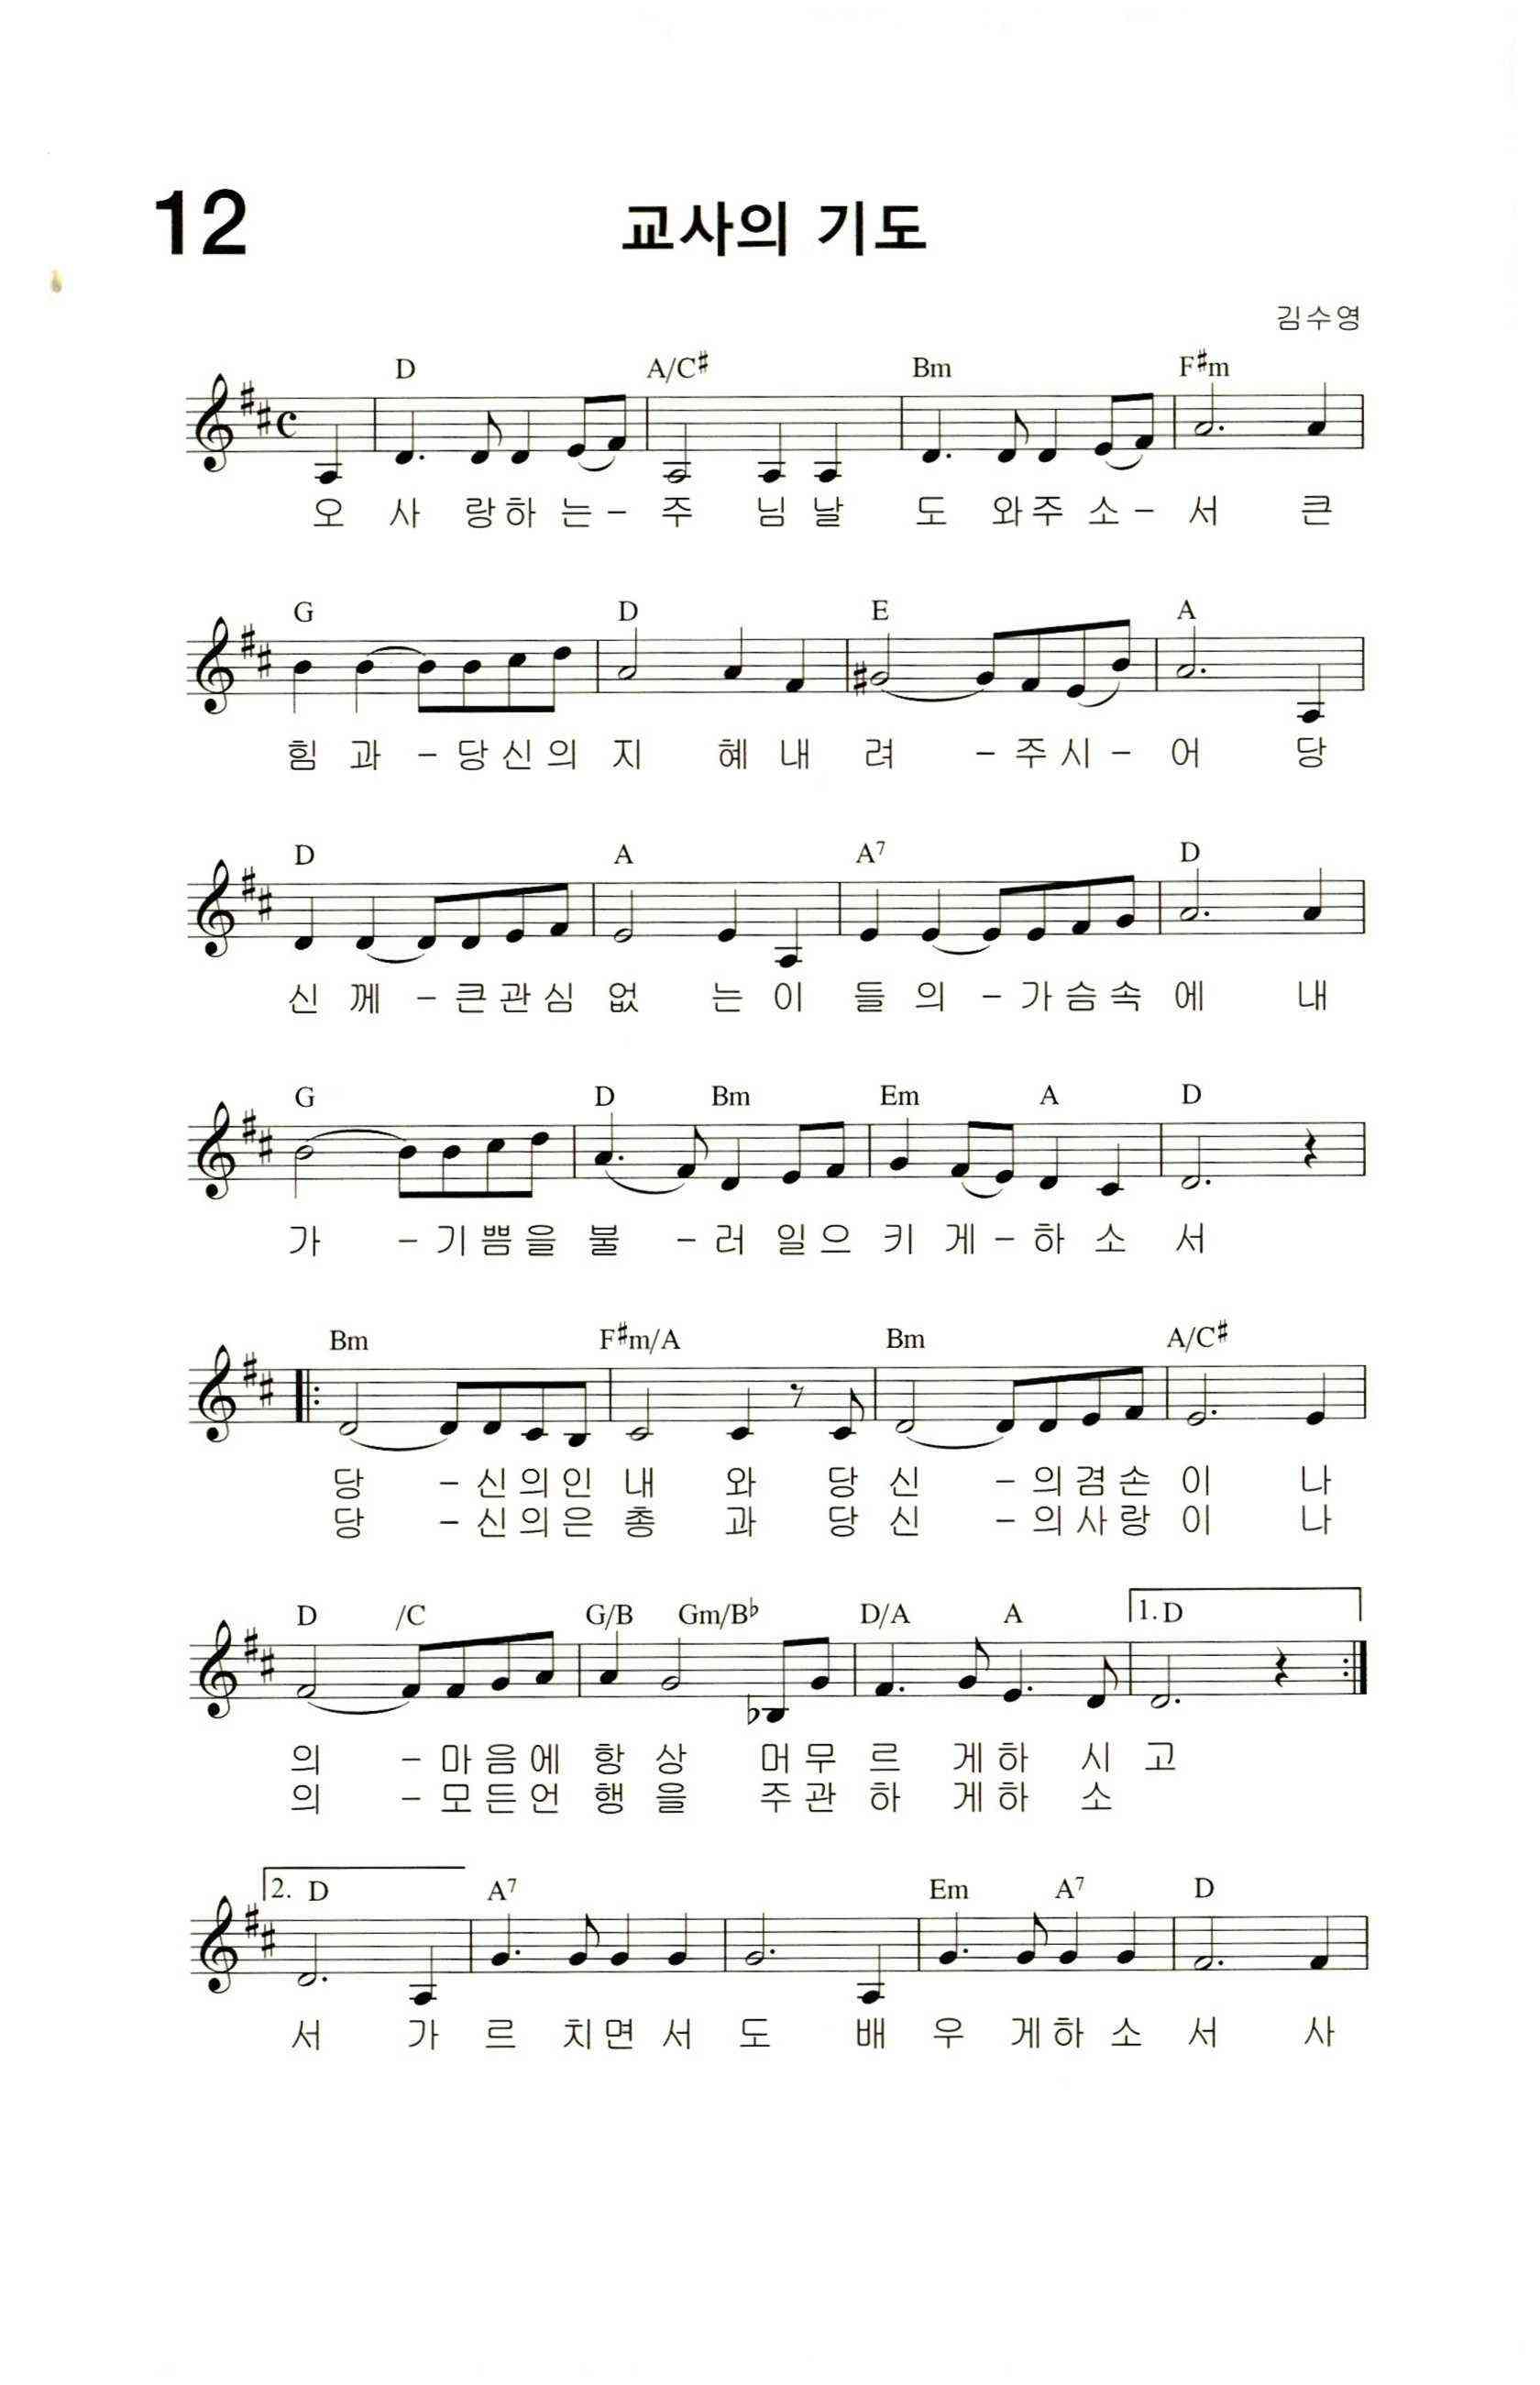 12
교사의 기도
김수영
D A/C♯ Bm F♯m
오 사 랑하 는- 주 님 날 도 와주 소- 서 큰
G D E A
힘 과 -당신의 지 혜 내 려 -주시- 어 당
D A A7 D
신 께 -큰관심 없 는 이 들 의 -가슴속 에 내
G D Bm Em A D
가 -기쁨을 불 -러 일으 키 게-하 소 서
Bm F♯m/A Bm A/C♯
당 -신의인 내 와 당 신 -의겸손 이 나
당 -신의은 총 과 당 신 -의사랑 이 나
D /C G/B Gm/B♭ D/A A 1. D
의 -마음에 항 상 머무 르 게하 시 고
의 -모든언 행 을 주관 하 게하 소
2. D A7 Em A7 D
서 가 르 치면 서 도 배 우 게하 소 서 사